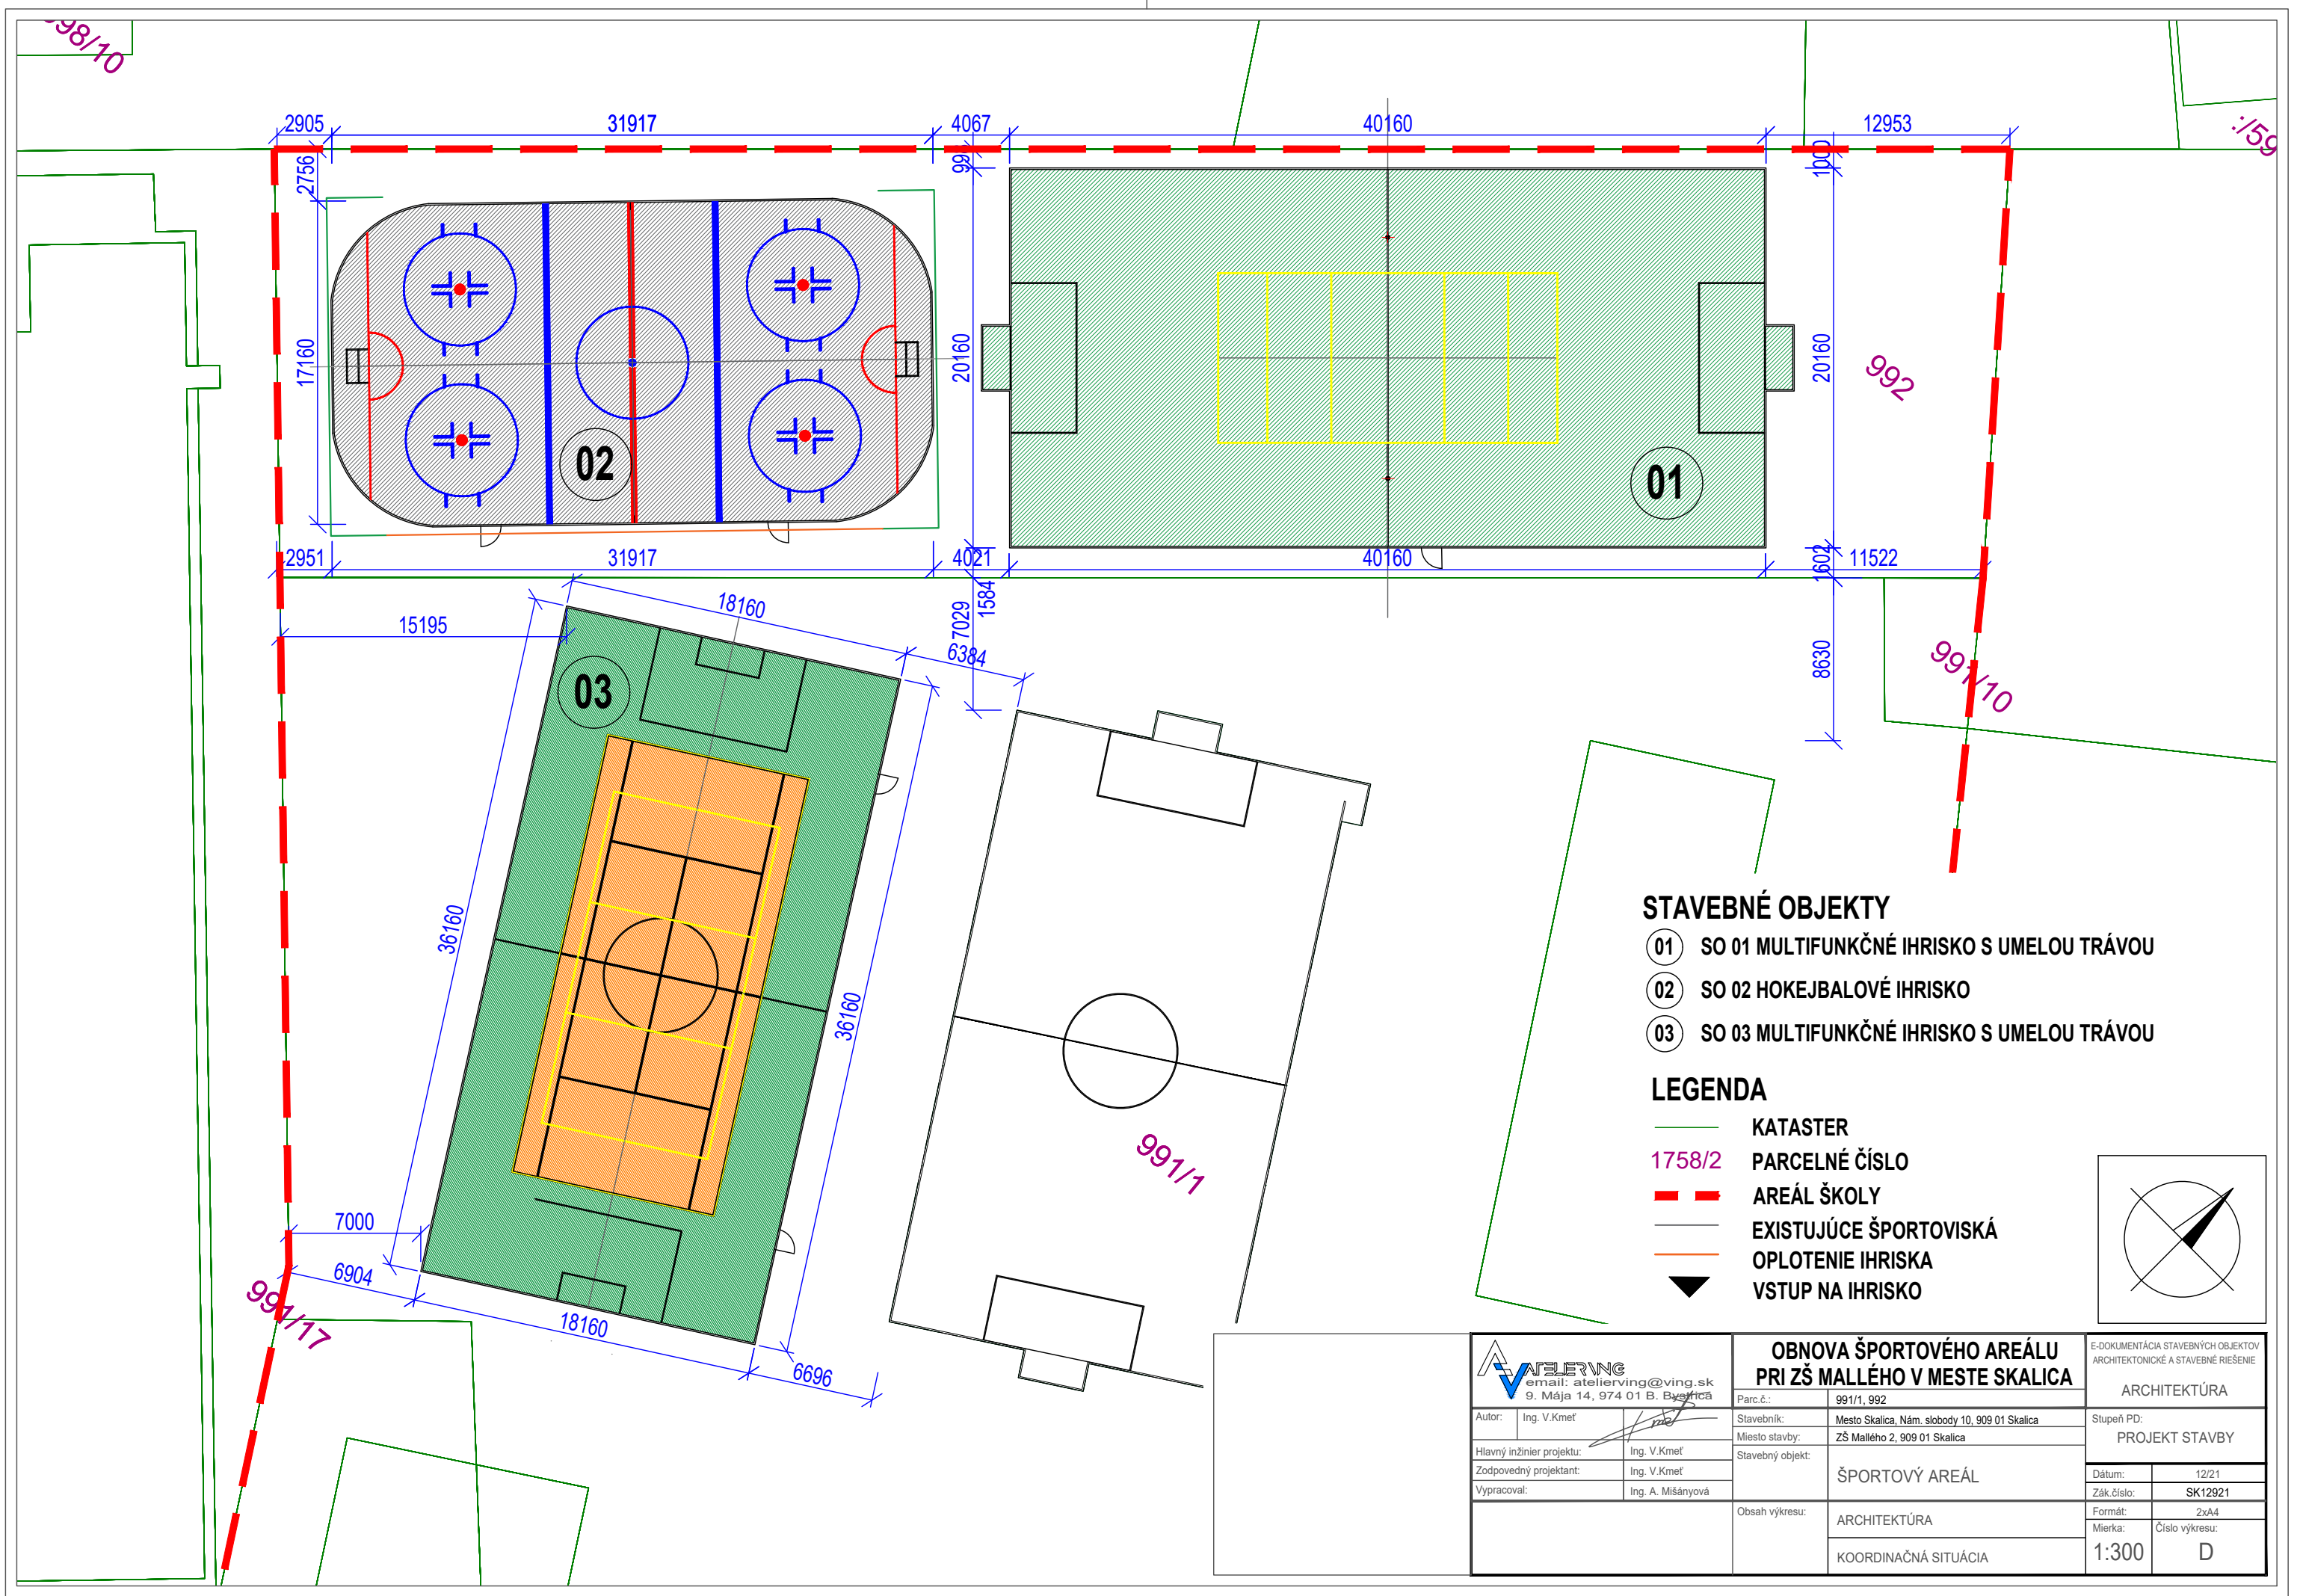 2905
31917
4067
40160
12953
2756
1000
992
17160
20160
20160
02
01
2951
31917
4021
40160
1602
11522
1584
7029
8630
18160
15195
6384
991/10
03
36160
36160
991/1
7000
6904
991/17
18160
6696
STAVEBNÉ OBJEKTY
01 SO 01 MULTIFUNKČNÉ IHRISKO S UMELOU TRÁVOU
02 SO 02 HOKEJBALOVÉ IHRISKO
03 SO 03 MULTIFUNKČNÉ IHRISKO S UMELOU TRÁVOU
LEGENDA
KATASTER
1758/2 PARCELNÉ ČÍSLO
AREÁL ŠKOLY
EXISTUJÚCE ŠPORTOVISKÁ
OPLOTENIE IHRISKA
VSTUP NA IHRISKO
ATELIERVING
email: atelierving@ving.sk
9. Mája 14, 974 01 B. Bystrica
OBNOVA ŠPORTOVÉHO AREÁLU
PRI ZŠ MALLÉHO V MESTE SKALICA
E-DOKUMENTÁCIA STAVEBNÝCH OBJEKTOV
ARCHITEKTONICKÉ A STAVEBNÉ RIEŠENIE
ARCHITEKTÚRA
Parc.č.: 991/1, 992
Autor: Ing. V.Kmeť
Stavebník: Mesto Skalica, Nám. slobody 10, 909 01 Skalica
Miesto stavby: ZŠ Mallého 2, 909 01 Skalica
Stupeň PD:
PROJEKT STAVBY
Hlavný inžinier projektu: Ing. V.Kmeť
Zodpovedný projektant: Ing. V.Kmeť
Vypracoval: Ing. A. Mišányová
Stavebný objekt:
ŠPORTOVÝ AREÁL
Dátum: 12/21
Zák.číslo: SK12921
Obsah výkresu:
ARCHITEKTÚRA
KOORDINAČNÁ SITUÁCIA
Formát: 2xA4
Mierka: Číslo výkresu:
1:300 D